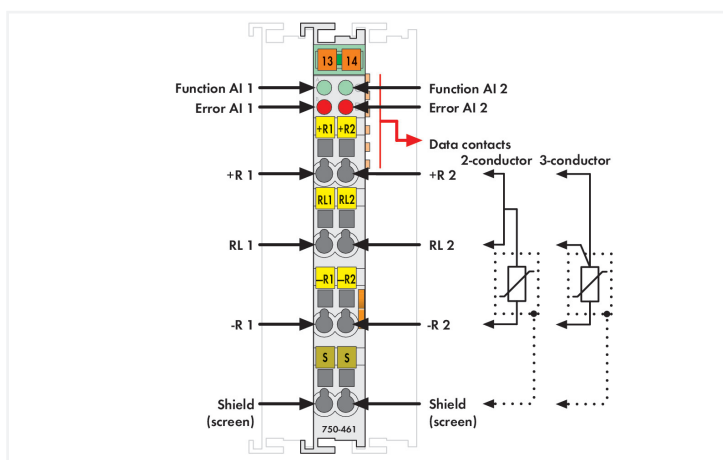 13 14
Function AI 1
Function AI 2
Error AI 1
Error AI 2
+R1 +R2
Data contacts
2-conductor 3-conductor
+R 1
+R 2
RL1 RL2
RL 1
RL 2
–R1 –R2
-R 1
-R 2
S S
Shield
(screen)
Shield
(screen)
750-461